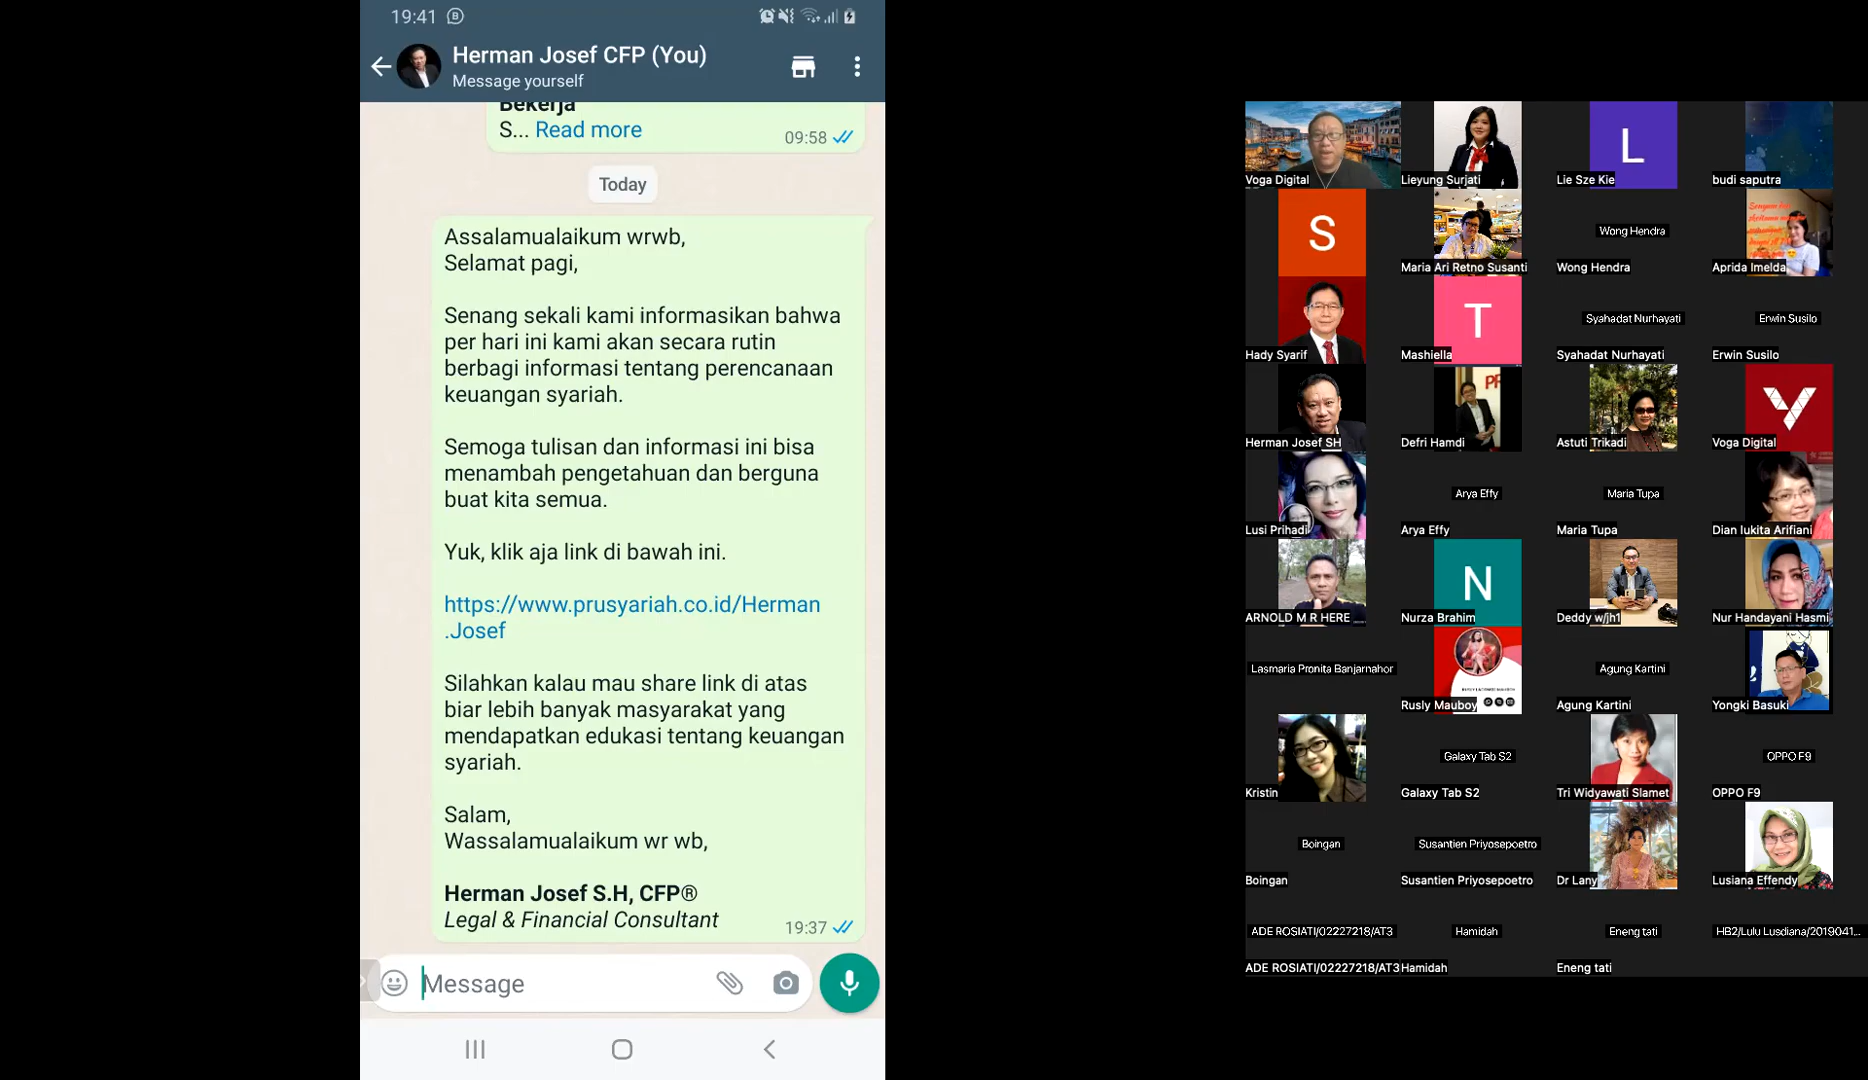 19:41
Herman Josef CFP (You)
Message yourself
Bekerja
S... Read more
09:58
Today
Assalamualaikum wrwb,
Selamat pagi,
Senang sekali kami informasikan bahwa
per hari ini kami akan secara rutin
berbagi informasi tentang perencanaan
keuangan syariah.
Semoga tulisan dan informasi ini bisa
menambah pengetahuan dan berguna
buat kita semua.
Yuk, klik aja link di bawah ini.
https://www.prusyariah.co.id/Herman
.Josef
Silahkan kalau mau share link di atas
biar lebih banyak masyarakat yang
mendapatkan edukasi tentang keuangan
syariah.
Salam,
Wassalamualaikum wr wb,
Herman Josef S.H, CFP®
Legal & Financial Consultant
19:37
Message
Voga Digital
Lieyung Surjati
L
Lie Sze Kie
budi saputra
S
Maria Ari Retno Susanti
Wong Hendra
Wong Hendra
Aprida Imelda
Hady Syarif
T
Mashiella
Syahadat Nurhayati
Syahadat Nurhayati
Erwin Susilo
Erwin Susilo
Herman Josef SH
PR
Defri Hamdi
Astuti Trikadi
Voga Digital
Lusi Prihadi
Arya Effy
Arya Effy
Maria Tupa
Maria Tupa
Dian lukita Arifiani
ARNOLD M R HERE
N
Nurza Brahim
Deddy w/jh1
Nur Handayani Hasmi
Lasmaria Pronita Banjarnahor
Rusly Mauboy
Agung Kartini
Agung Kartini
Yongki Basuki
Kristin
Galaxy Tab S2
Galaxy Tab S2
Tri Widyawati Slamet
OPPO F9
OPPO F9
Boingan
Boingan
Susantien Priyosepoetro
Susantien Priyosepoetro
Dr Lany
Lusiana Effendy
ADE ROSIATI/02227218/AT3
ADE ROSIATI/02227218/AT3
Hamidah
Hamidah
Eneng tati
Eneng tati
HB2/Lulu Lusdiana/2019041...